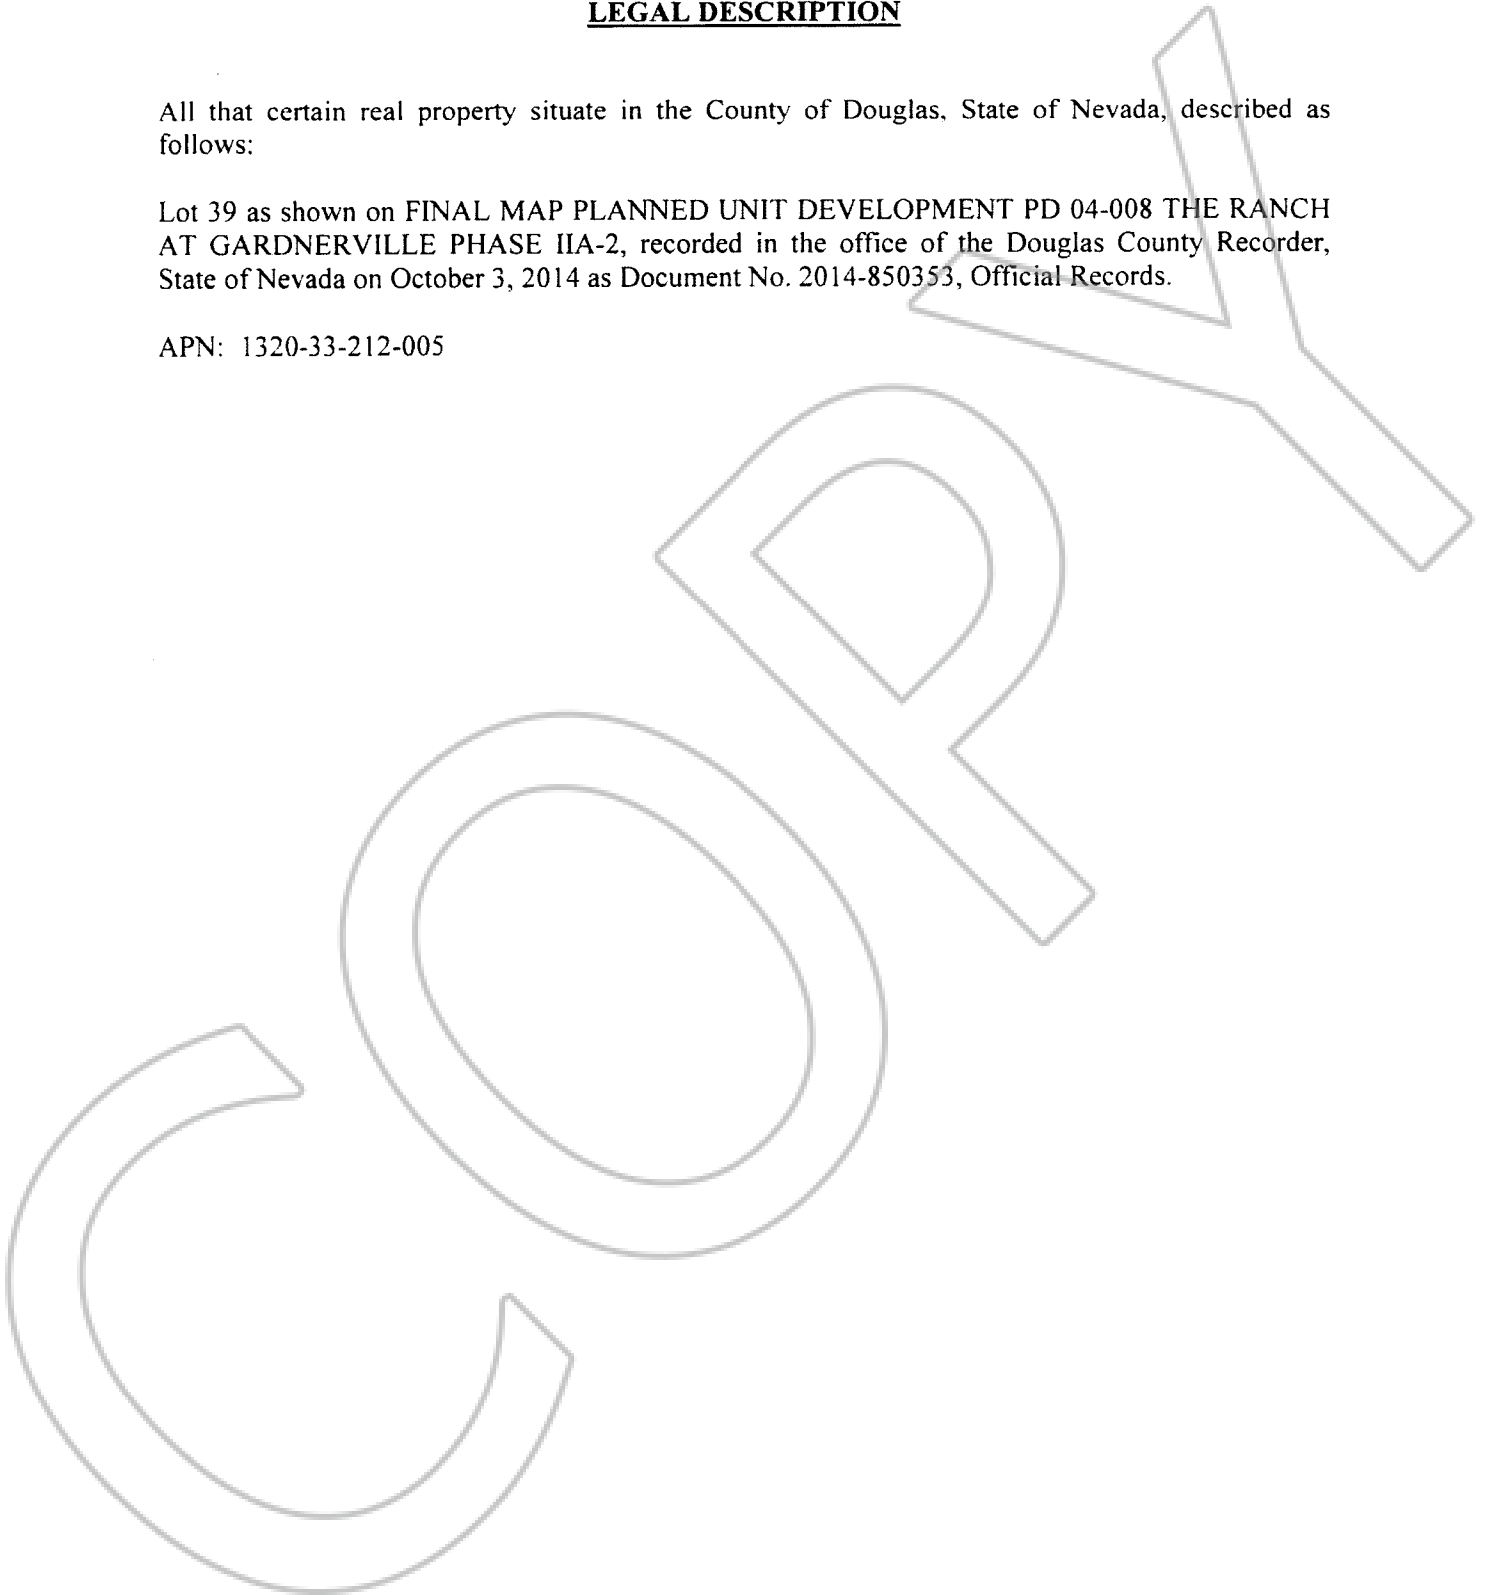 LEGAL DESCRIPTION
All that certain real property situate in the County of Douglas, State of Nevada, described as
follows:
Lot 39 as shown on FINAL MAP PLANNED UNIT DEVELOPMENT PD 04-008 THE RANCH
AT GARDNERVILLE PHASE IIA-2, recorded in the office of the Douglas County Recorder,
State of Nevada on October 3, 2014 as Document No. 2014-850353, Official Records.
APN: 1320-33-212-005
COPY